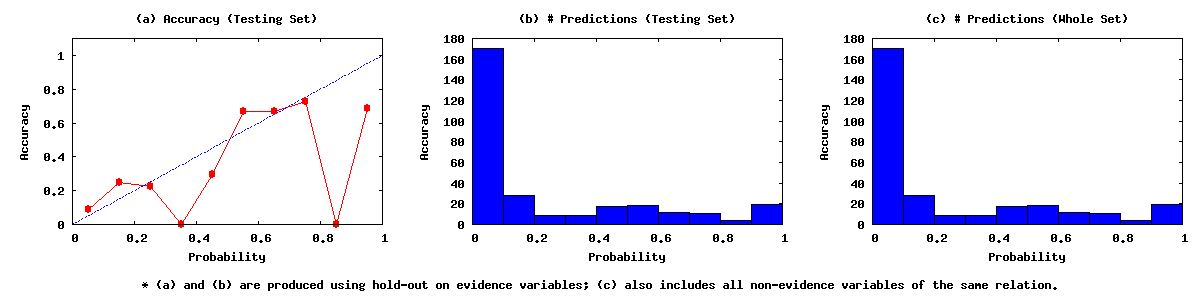 (a) Accuracy (Testing Set)
1
0.8
0.6
0.4
0.2
0
Accuracy
0 0.2 0.4 0.6 0.8 1
Probability
(b) # Predictions (Testing Set)
180
160
140
120
100
80
60
40
20
0
Accuracy
0 0.2 0.4 0.6 0.8 1
Probability
(c) # Predictions (Whole Set)
180
160
140
120
100
80
60
40
20
0
Accuracy
0 0.2 0.4 0.6 0.8 1
Probability
* (a) and (b) are produced using hold-out on evidence variables; (c) also includes all non-evidence variables of the same relation.